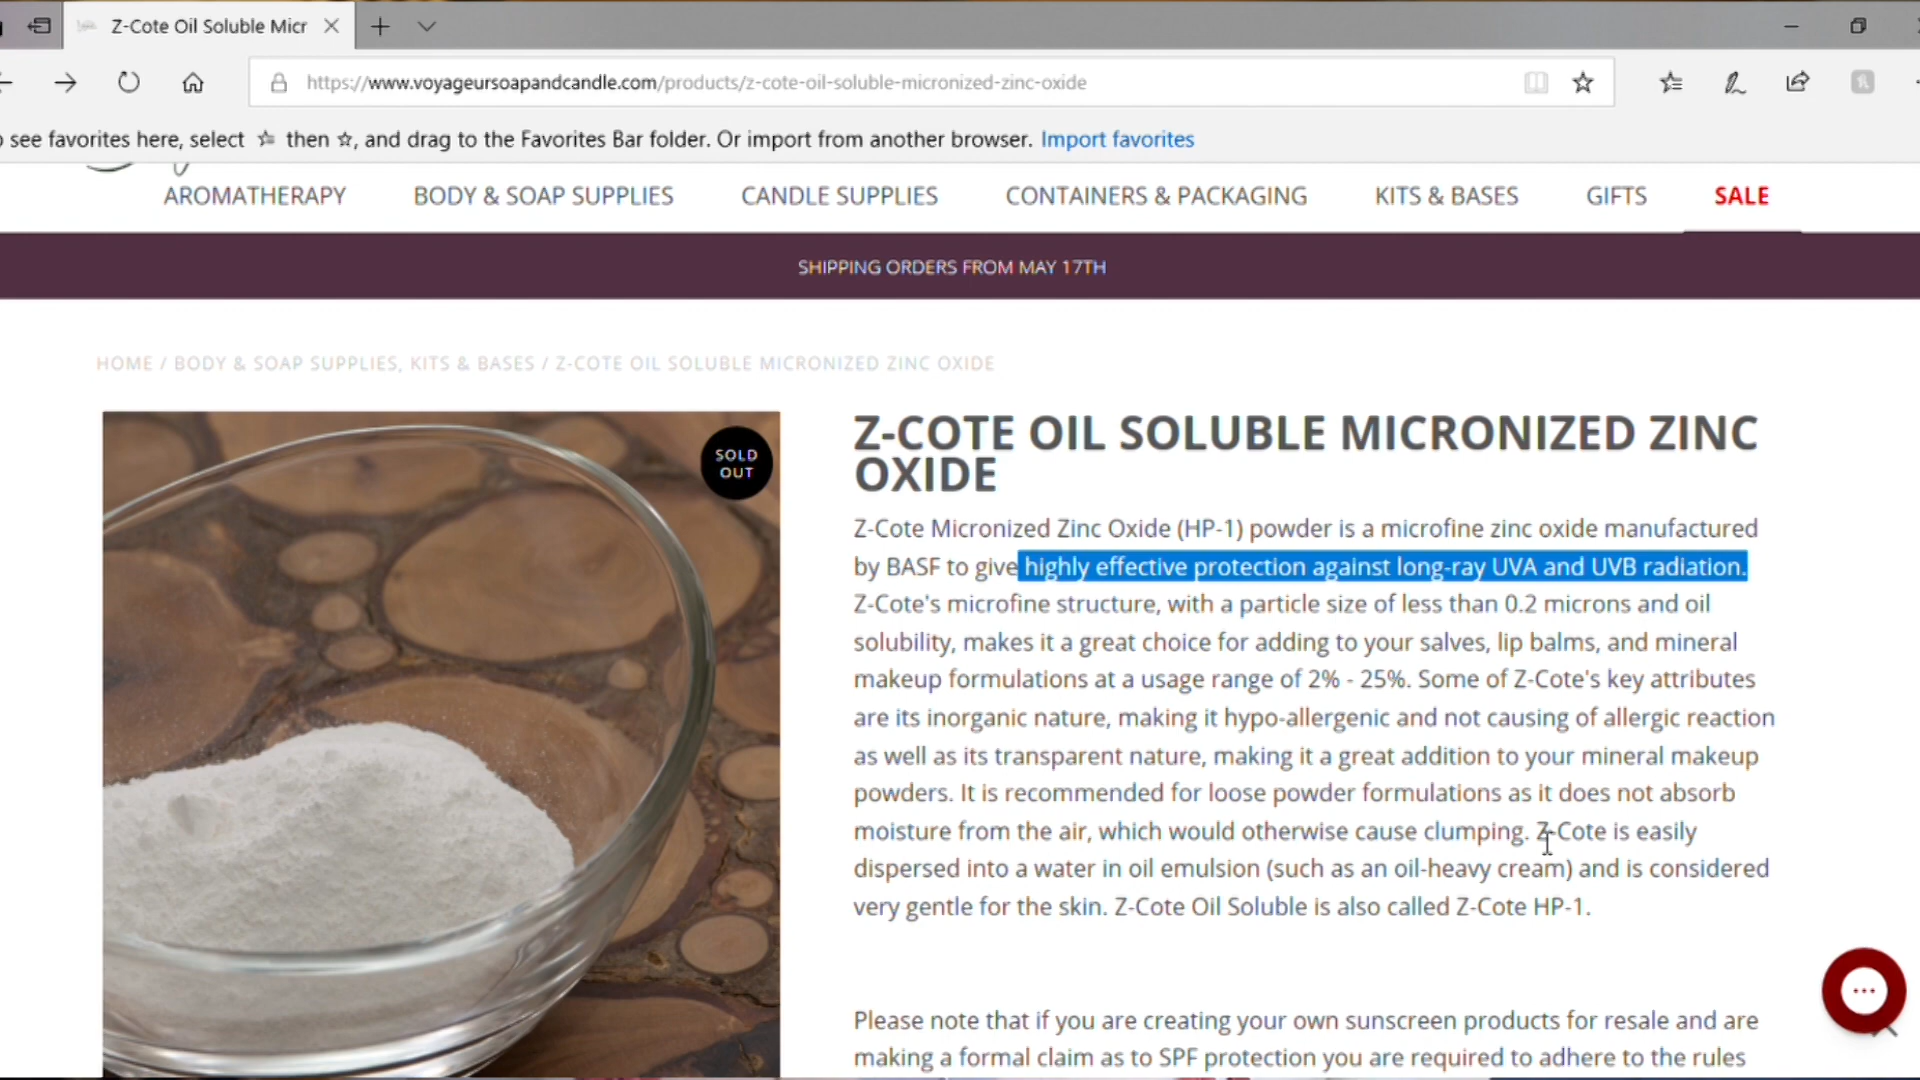 Z-Cote Oil Soluble Micr
https://www.voyageursoapandcandle.com/products/z-cote-oil-soluble-micronized-zinc-oxide
see favorites here, select then , and drag to the Favorites Bar folder. Or import from another browser. Import favorites
AROMATHERAPY BODY & SOAP SUPPLIES CANDLE SUPPLIES CONTAINERS & PACKAGING KITS & BASES GIFTS SALE
SHIPPING ORDERS FROM MAY 17TH
HOME / BODY & SOAP SUPPLIES, KITS & BASES / Z-COTE OIL SOLUBLE MICRONIZED ZINC OXIDE
SOLD
OUT
Z-COTE OIL SOLUBLE MICRONIZED ZINC
OXIDE
Z-Cote Micronized Zinc Oxide (HP-1) powder is a microfine zinc oxide manufactured
by BASF to give highly effective protection against long-ray UVA and UVB radiation.
Z-Cote's microfine structure, with a particle size of less than 0.2 microns and oil
solubility, makes it a great choice for adding to your salves, lip balms, and mineral
makeup formulations at a usage range of 2% - 25%. Some of Z-Cote's key attributes
are its inorganic nature, making it hypo-allergenic and not causing of allergic reaction
as well as its transparent nature, making it a great addition to your mineral makeup
powders. It is recommended for loose powder formulations as it does not absorb
moisture from the air, which would otherwise cause clumping. Z-Cote is easily
dispersed into a water in oil emulsion (such as an oil-heavy cream) and is considered
very gentle for the skin. Z-Cote Oil Soluble is also called Z-Cote HP-1.
Please note that if you are creating your own sunscreen products for resale and are
making a formal claim as to SPF protection you are required to adhere to the rules